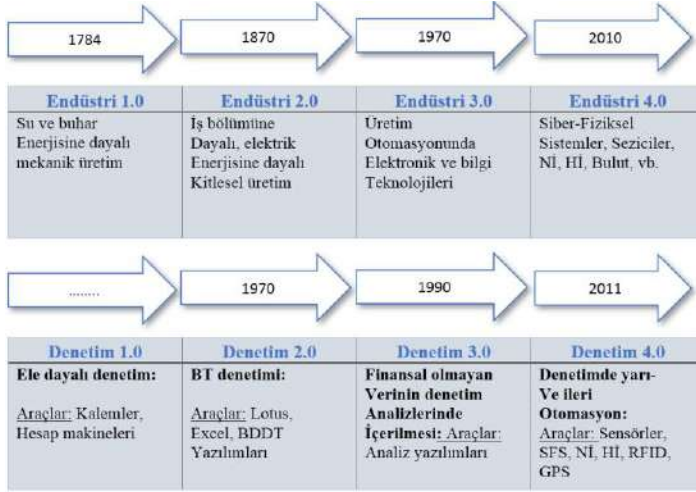 1784
1870
1970
2010
Endüstri 1.0
Su ve buhar
Enerjisine dayalı
mekanik üretim
Endüstri 2.0
İş bölümüne
Dayalı, elektrik
Enerjisine dayalı
Kitlesel üretim
Endüstri 3.0
Üretim
Otomasyonunda
Elektronik ve bilgi
Teknolojileri
Endüstri 4.0
Siber-Fiziksel
Sistemler, Seziciler,
Nİ, Hİ, Bulut, vb.
........
1970
1990
2011
Denetim 1.0
Ele dayalı denetim:
Araçlar: Kalemler,
Hesap makineleri
Denetim 2.0
BT denetimi:
Araçlar: Lotus,
Excel, BDDT
Yazılımları
Denetim 3.0
Finansal olmayan
Verinin denetim
Analizlerinde
İçerilmesi: Araçlar:
Analiz yazılımları
Denetim 4.0
Denetimde yarı-
Ve ileri
Otomasyon:
Araçlar: Sensörler,
SFS, Nİ, Hİ, RFID,
GPS